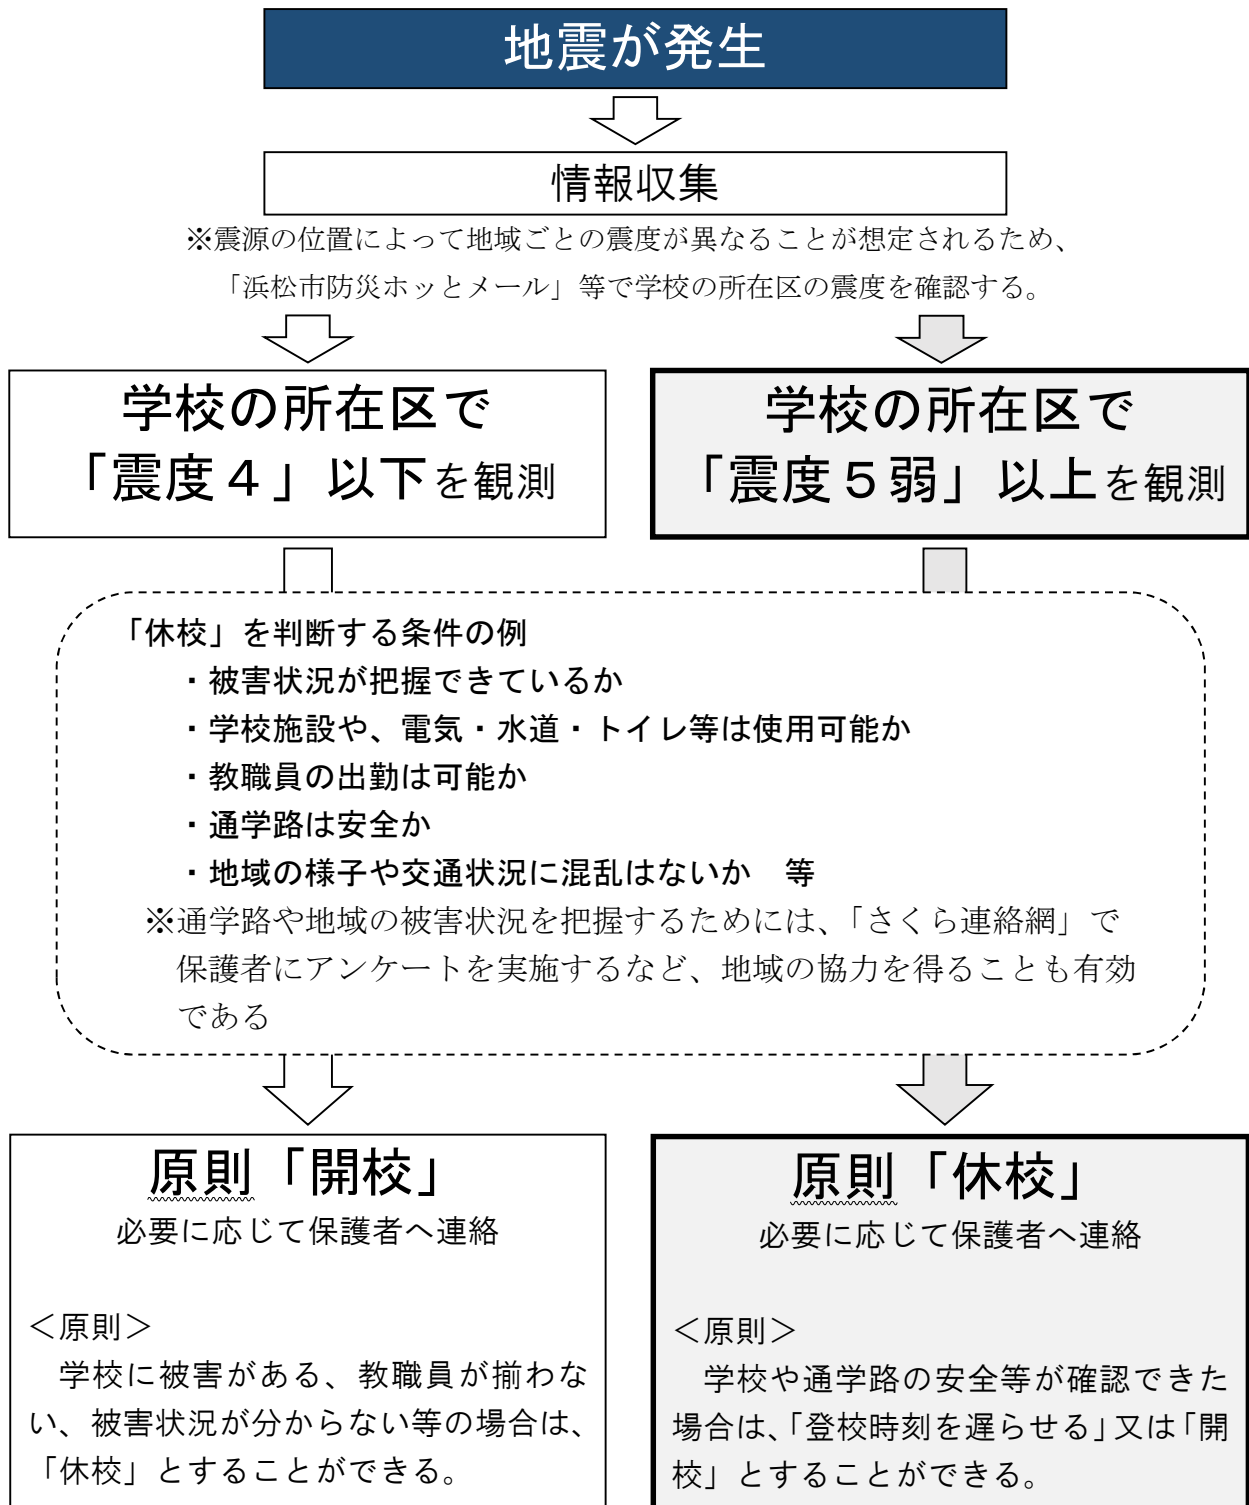 地震が発生
情報収集
※震源の位置によって地域ごとの震度が異なることが想定されるため、
「浜松市防災ホッとメール」等で学校の所在区の震度を確認する。
学校の所在区で
「震度４」以下を観測
学校の所在区で
「震度５弱」以上を観測
「休校」を判断する条件の例
・被害状況が把握できているか
・学校施設や、電気・水道・トイレ等は使用可能か
・教職員の出勤は可能か
・通学路は安全か
・地域の様子や交通状況に混乱はないか　等
※通学路や地域の被害状況を把握するためには、「さくら連絡網」で
保護者にアンケートを実施するなど、地域の協力を得ることも有効
である
原則「開校」
必要に応じて保護者へ連絡
＜原則＞
学校に被害がある、教職員が揃わな
い、被害状況が分からない等の場合は、
「休校」とすることができる。
原則「休校」
必要に応じて保護者へ連絡
＜原則＞
学校や通学路の安全等が確認できた
場合は、「登校時刻を遅らせる」又は「開
校」とすることができる。